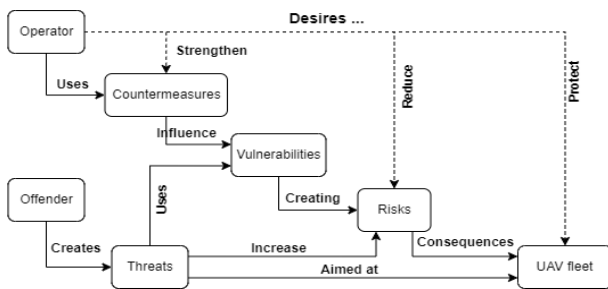 Operator
Desires ...
Strengthen
Uses
Countermeasures
Reduce
Protect
Influence
Vulnerabilities
Uses
Creating
Offender
Risks
Creates
Increase
Consequences
Threats
Aimed at
UAV fleet